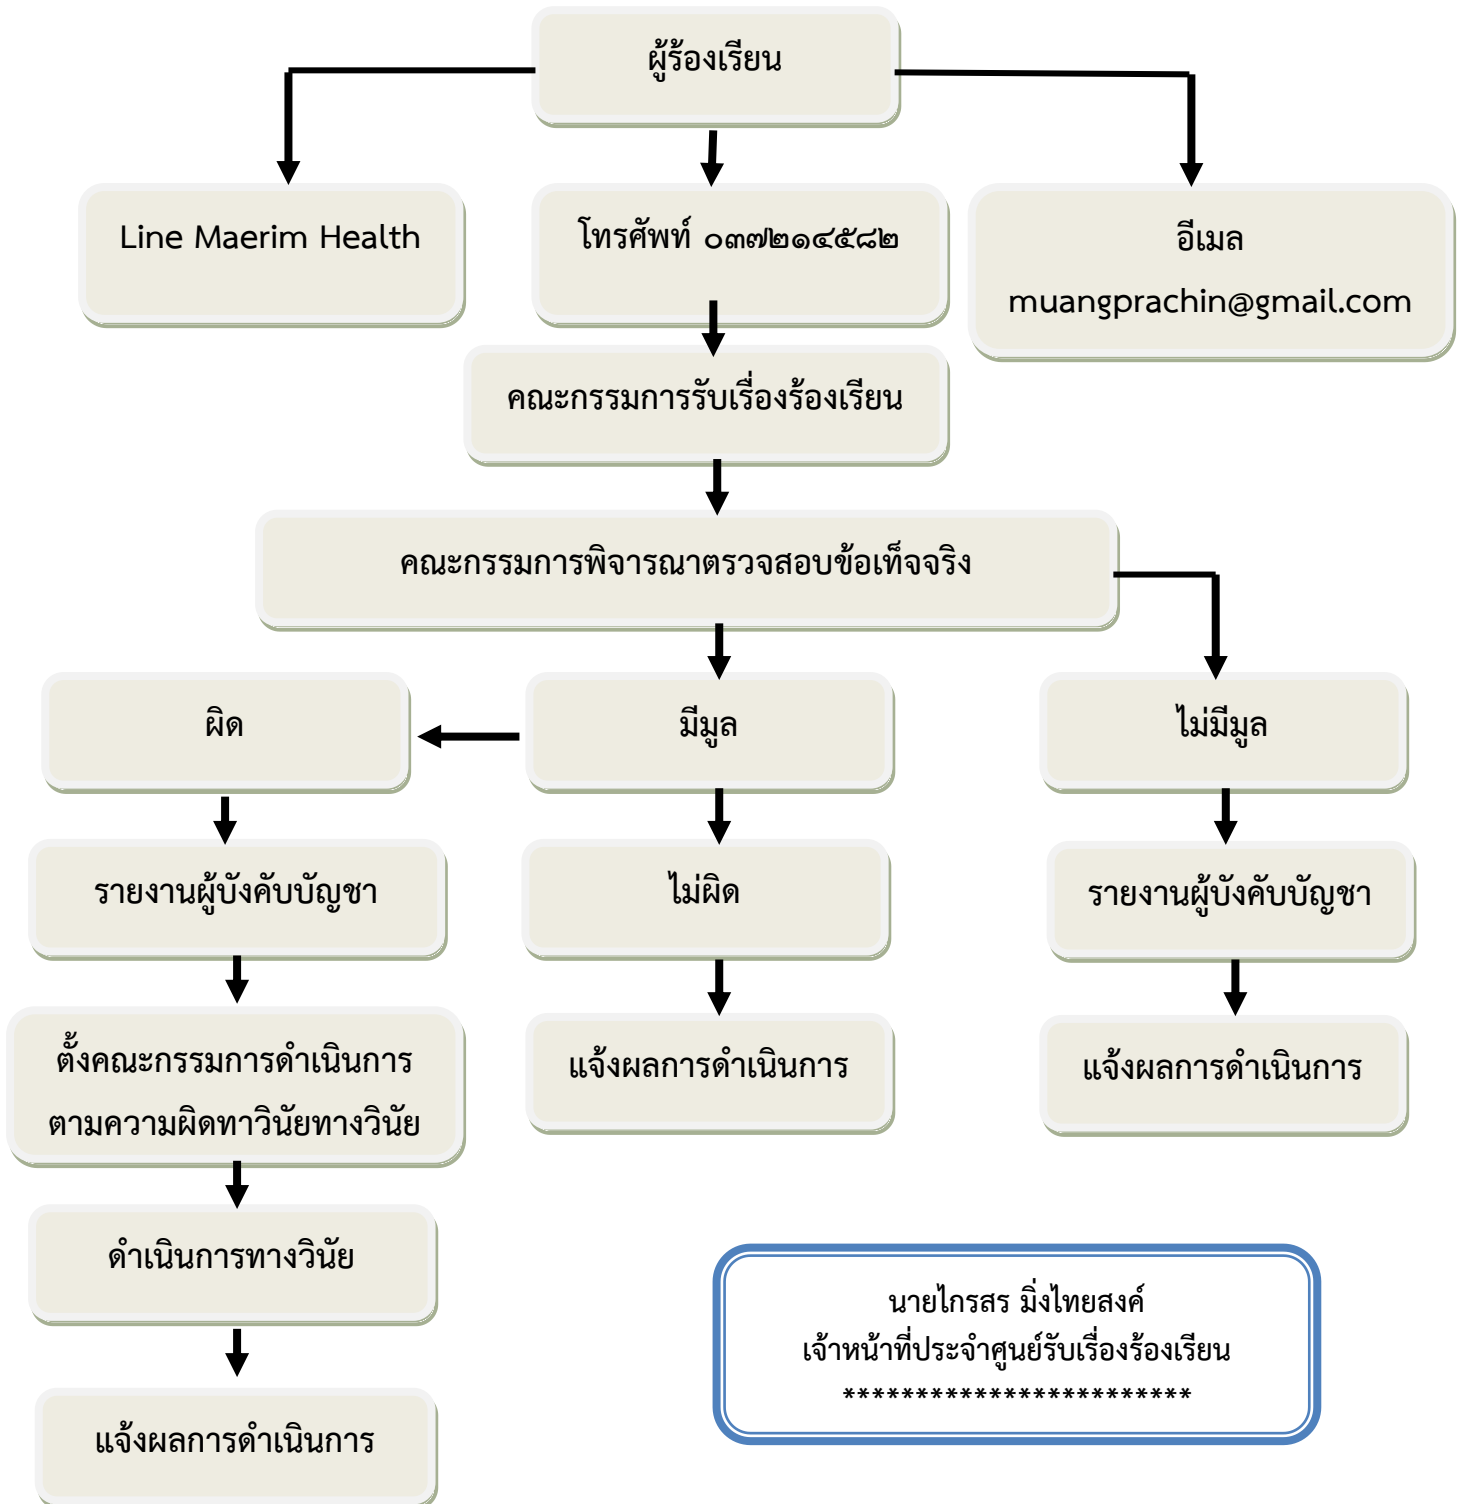 ผู้ร้องเรียน
Line Maerim Health
โทรศัพท์ ๐๓๗๒๑๔๕๘๒
อีเมล
muangprachin@gmail.com
คณะกรรมการรับเรื่องร้องเรียน
คณะกรรมการพิจารณาตรวจสอบข้อเท็จจริง
ผิด
มีมูล
ไม่มีมูล
รายงานผู้บังคับบัญชา
ไม่ผิด
รายงานผู้บังคับบัญชา
ตั้งคณะกรรมการดำเนินการ
ตามความผิดทาวินัยทางวินัย
แจ้งผลการดำเนินการ
แจ้งผลการดำเนินการ
ดำเนินการทางวินัย
นายไกรสร มิ่งไทยสงค์
เจ้าหน้าที่ประจำศูนย์รับเรื่องร้องเรียน
************************
แจ้งผลการดำเนินการ